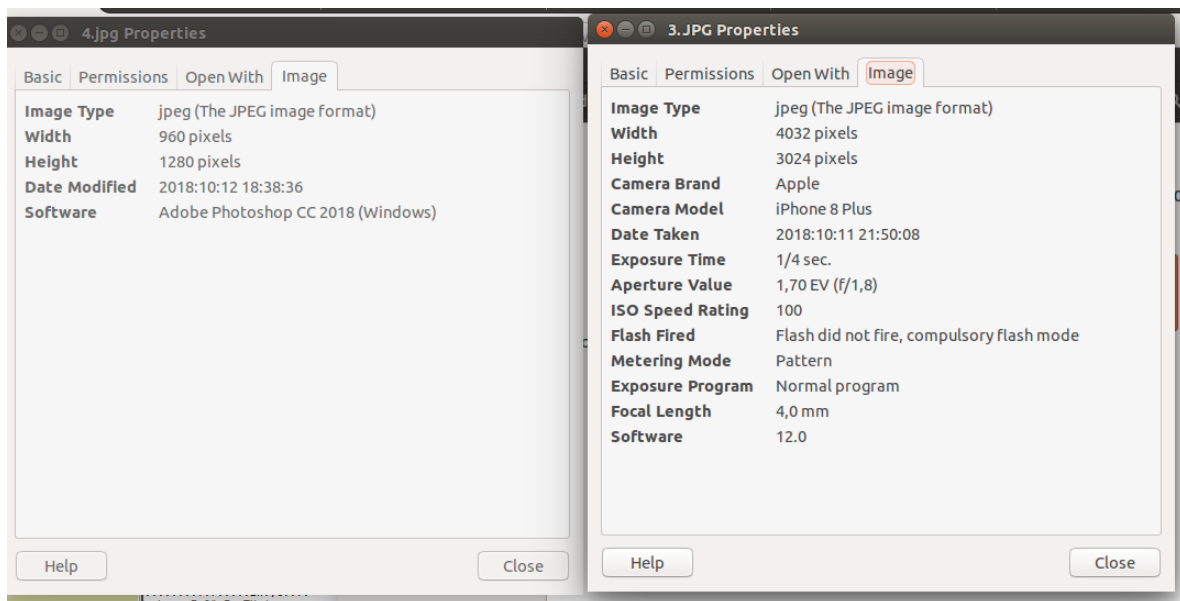 4.jpg Properties
Basic Permissions Open With Image
Image Type jpeg (The JPEG image format)
Width 960 pixels
Height 1280 pixels
Date Modified 2018:10:12 18:38:36
Software Adobe Photoshop CC 2018 (Windows)
Help Close
3.JPG Properties
Basic Permissions Open With Image
Image Type jpeg (The JPEG image format)
Width 4032 pixels
Height 3024 pixels
Camera Brand Apple
Camera Model iPhone 8 Plus
Date Taken 2018:10:11 21:50:08
Exposure Time 1/4 sec.
Aperture Value 1,70 EV (f/1,8)
ISO Speed Rating 100
Flash Fired Flash did not fire, compulsory flash mode
Metering Mode Pattern
Exposure Program Normal program
Focal Length 4,0 mm
Software 12.0
Help Close